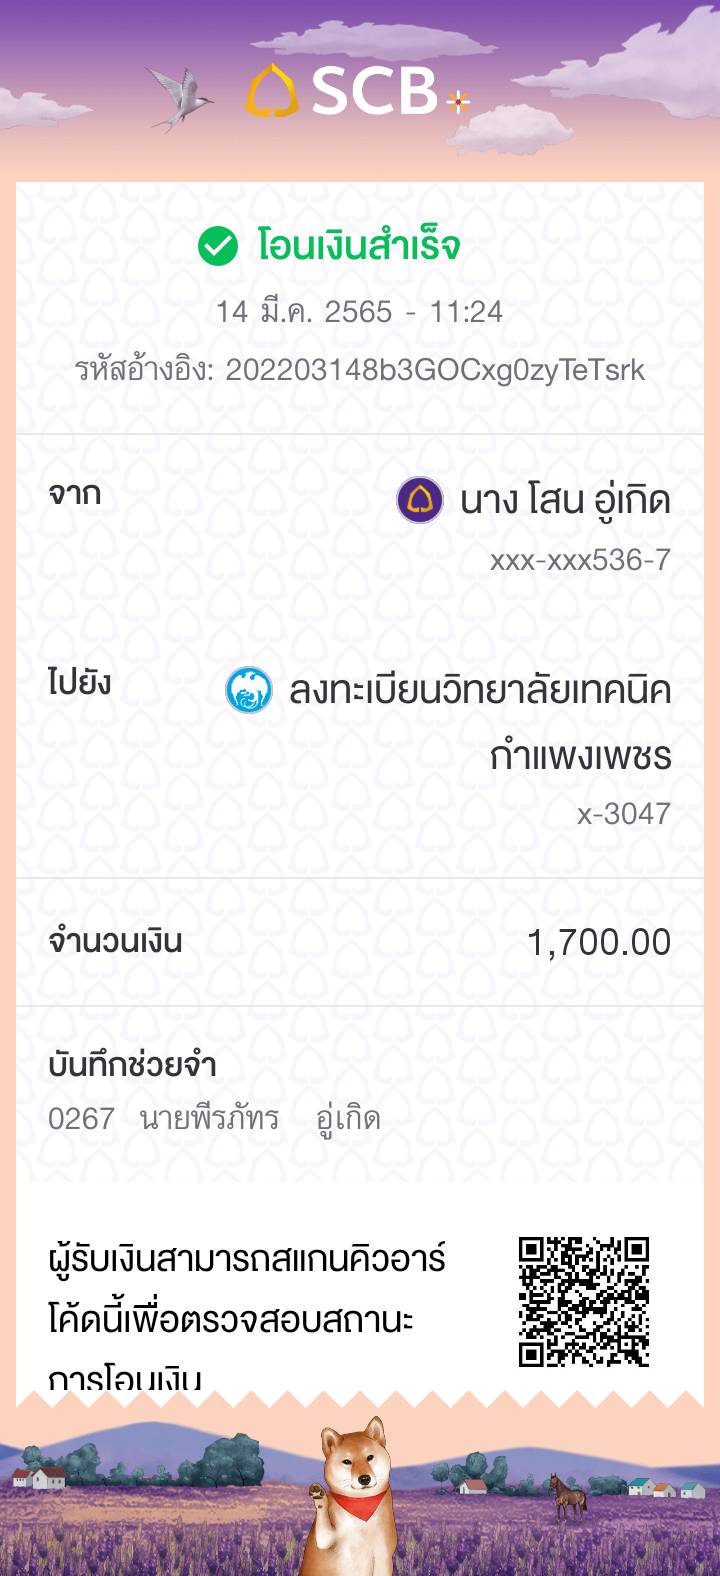 SCB
โอนเงินสำเร็จ
14 มี.ค. 2565 - 11:24
รหัสอ้างอิง: 202203148b3GOCxg0zyTeTsrk
จาก
นาง โสน อู่เกิด
xxx-xxx536-7
ไปยัง
ลงทะเบียนวิทยาลัยเทคนิค
กำแพงเพชร
x-3047
จำนวนเงิน
1,700.00
บันทึกช่วยจำ
0267 นายพีรภัทร อู่เกิด
ผู้รับเงินสามารถสแกนคิวอาร์
โค้ดนี้เพื่อตรวจสอบสถานะ
การโอนเงิน